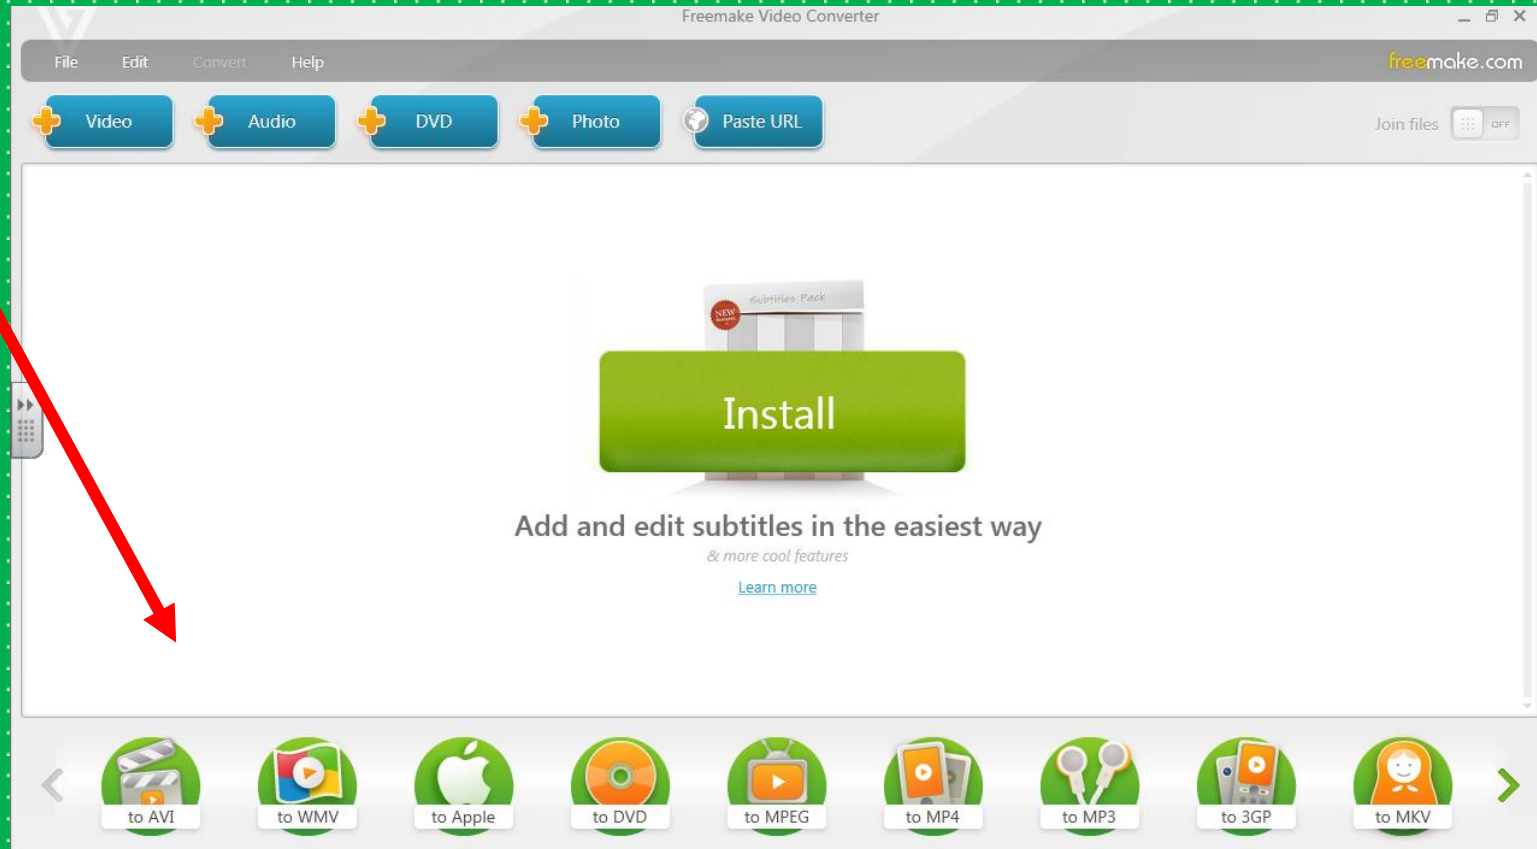 Freemake Video Converter
File Edit Convert Help
freemake.com
Video Audio DVD Photo Paste URL
Join files OFF
Subtitles Pack
NEW
Install
Add and edit subtitles in the easiest way
& more cool features
Learn more
to AVI to WMV to Apple to DVD to MPEG to MP4 to MP3 to 3GP to MKV